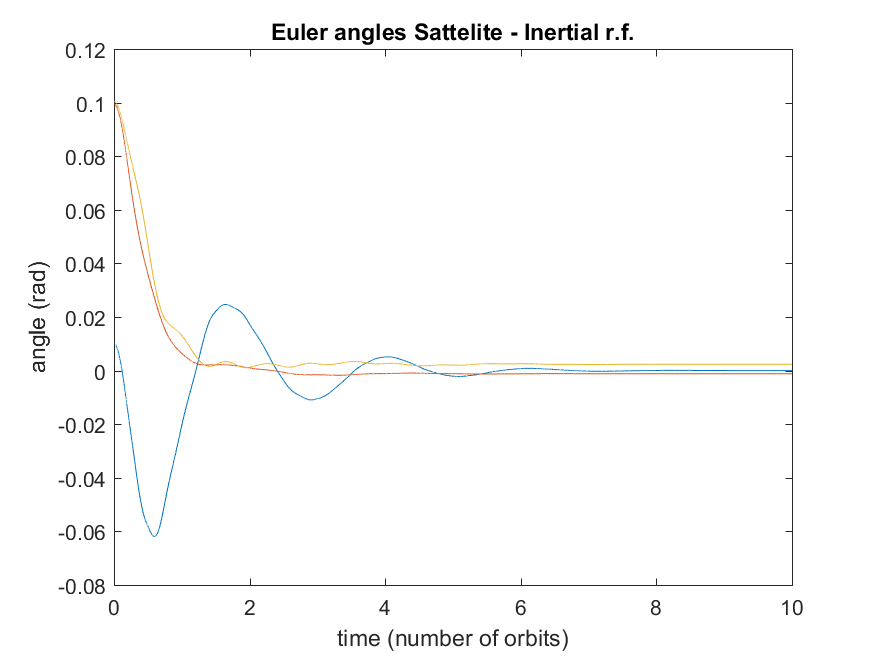 Euler angles Sattelite - Inertial r.f.
0.12
0.1
0.08
0.06
0.04
0.02
0
-0.02
-0.04
-0.06
-0.08
angle (rad)
0 2 4 6 8 10
time (number of orbits)